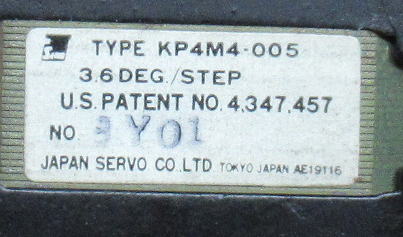 TYPE KP4M4-005
3.6 DEG./STEP
U.S. PATENT NO. 4,347,457
NO. Y01
JAPAN SERVO CO.,LTD TOKYO JAPAN AE19116